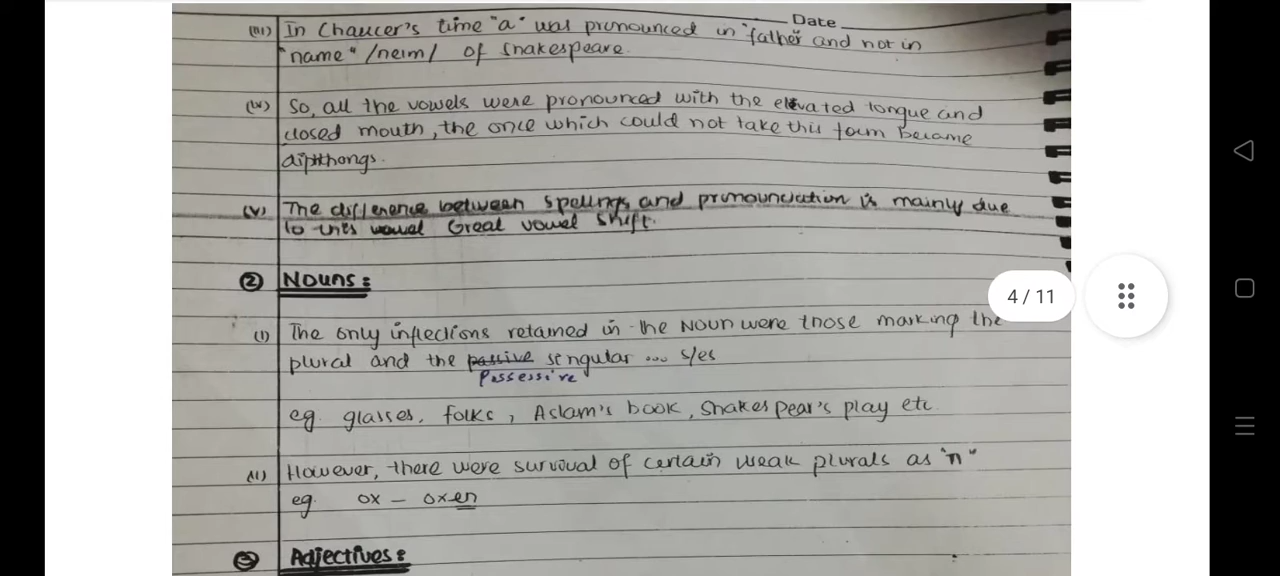 Date
(iii) In Chaucer's time "a" was pronounced in "father and not in
"name" /neim/ of Shakespeare.
(iv) So, all the vowels were pronounced with the elevated tongue and
closed mouth, the once which could not take this form became
dipthongs.
(v) The difference between spellings and pronounciation is mainly due
to this vowel Great vowel shift.
② Nouns:
4 / 11
(i) The only inflections retained in the Noun were those marking the
plural and the passive singular ... s/es
Possessive
eg. glasses, folks, Aslam's book, Shakespear's play etc.
(ii) However, there were survival of certain weak plurals as "n"
eg. ox – oxen
③ Adjectives: